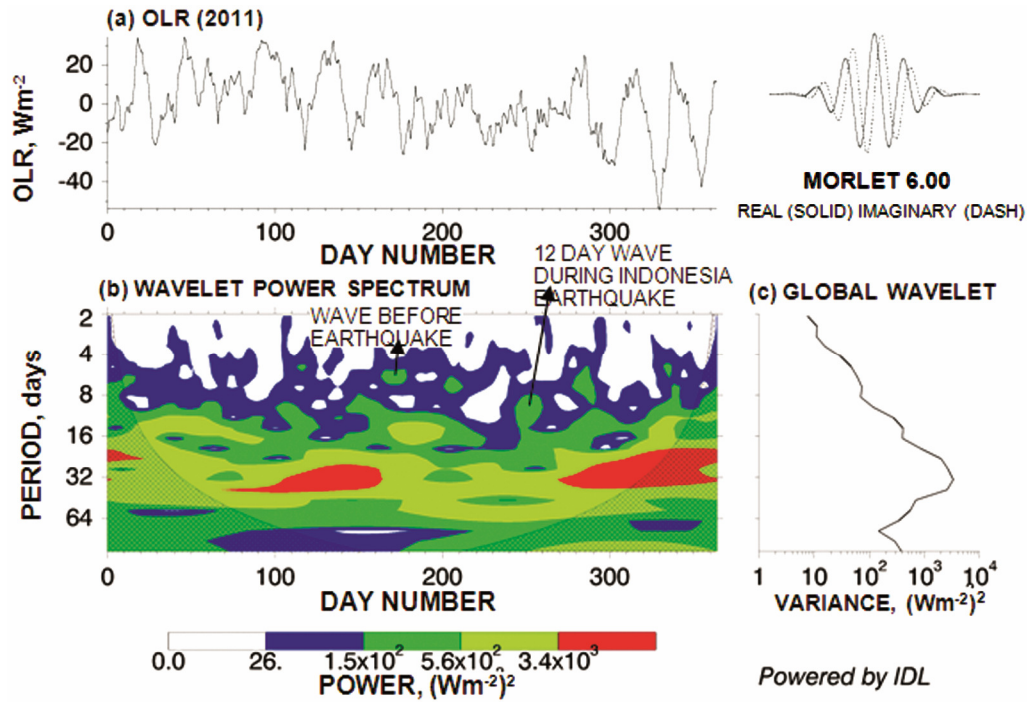 (a) OLR (2011)
OLR, Wm-2
20
0
-20
-40
0 100 200 300
DAY NUMBER
MORLET 6.00
REAL (SOLID) IMAGINARY (DASH)
12 DAY WAVE
DURING INDONESIA
EARTHQUAKE
(b) WAVELET POWER SPECTRUM
WAVE BEFORE
EARTHQUAKE
PERIOD, days
2
4
8
16
32
64
0 100 200 300
DAY NUMBER
(c) GLOBAL WAVELET
1 10 10² 10³ 10⁴
VARIANCE, (Wm-2)²
0.0 26. 1.5x10² 5.6x10² 3.4x10³
POWER, (Wm-2)²
Powered by IDL